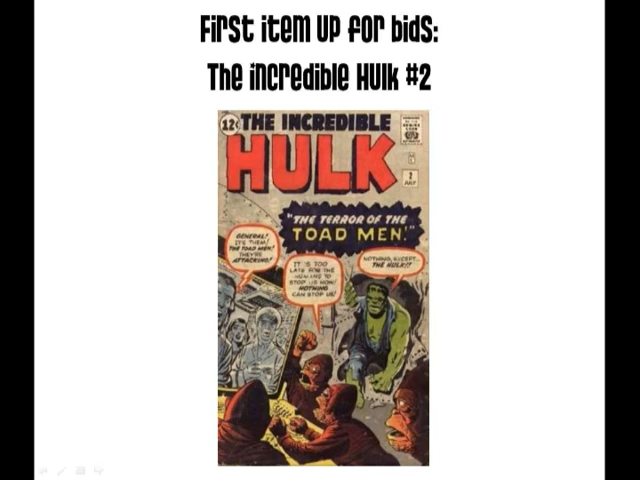 First item up for bids:
The incredible Hulk #2
12¢
THE INCREDIBLE
HULK
2
JULY
"THE TERROR OF THE
TOAD MEN!"
GENERAL!
IT'S THEM!
THE TOAD MEN!
THEY'RE
ATTACKING!
IT IS TOO
LATE FOR THE
HUMANS TO
STOP US NOW!
NOTHING
CAN STOP US!
NOTHING, EXCEPT...
THE HULK!!